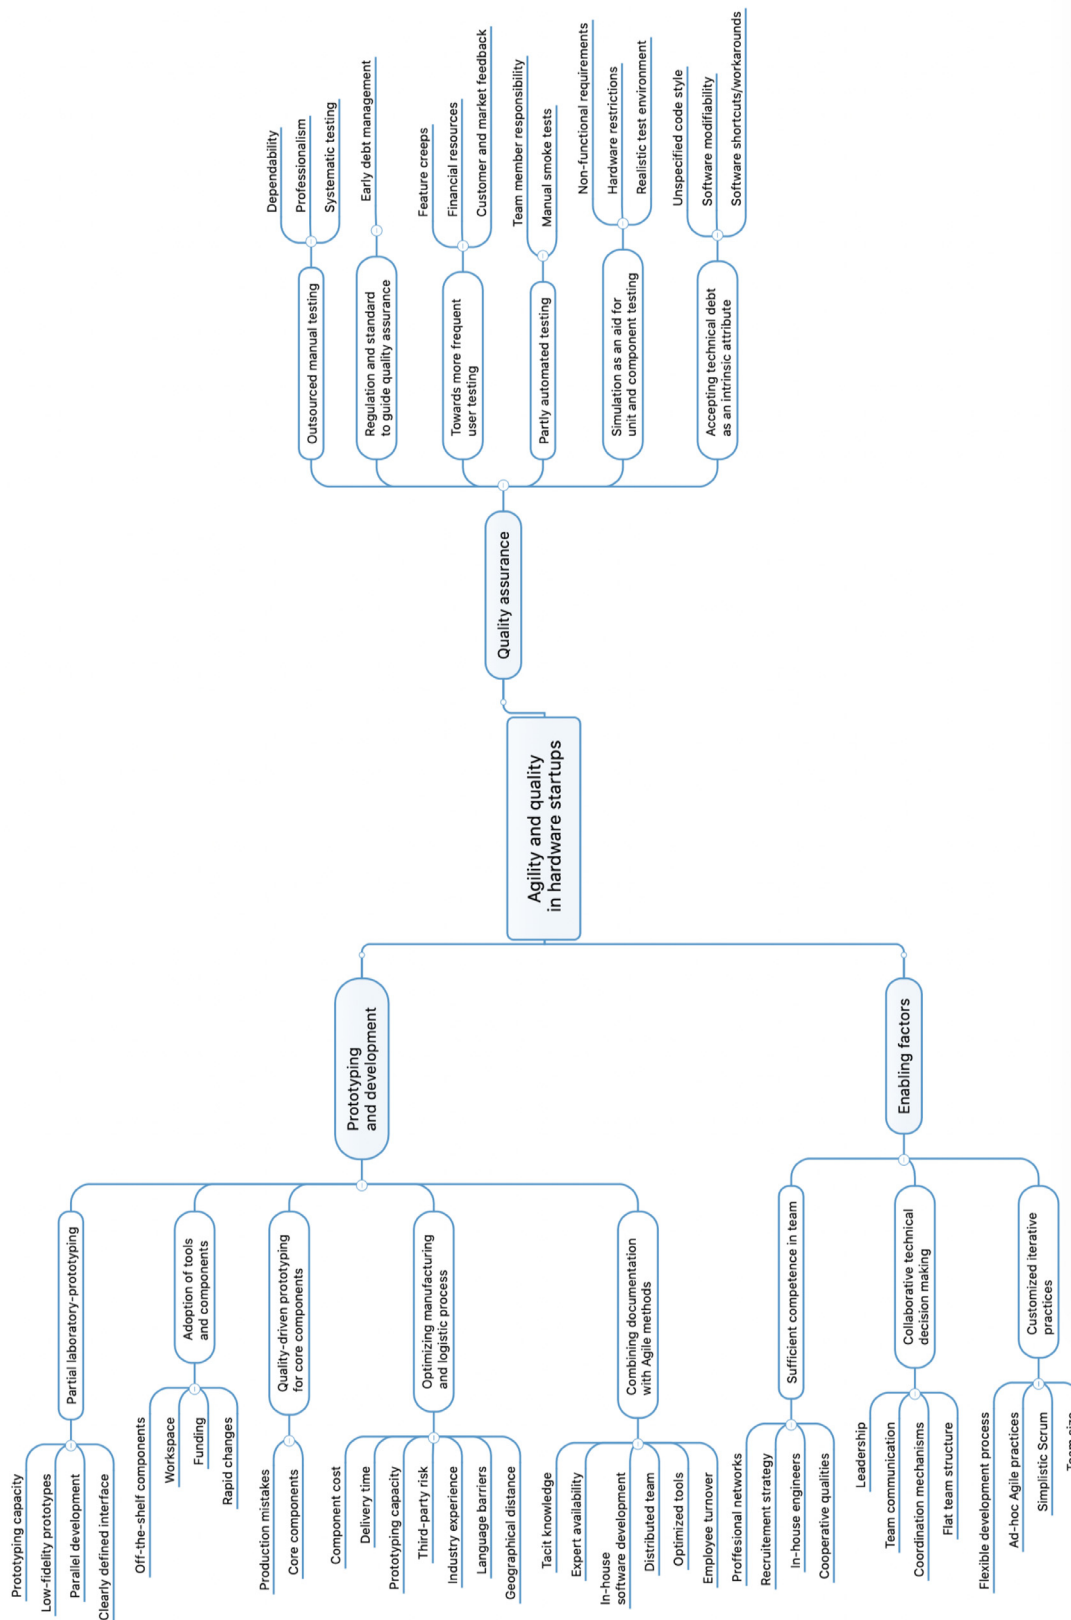 Agility and quality
in hardware startups
Quality assurance
Outsourced manual testing
Dependability
Professionalism
Systematic testing
Regulation and standard
to guide quality assurance
Early debt management
Towards more frequent
user testing
Feature creeps
Financial resources
Customer and market feedback
Partly automated testing
Team member responsibility
Manual smoke tests
Simulation as an aid for
unit and component testing
Non-functional requirements
Hardware restrictions
Realistic test environment
Accepting technical debt
as an intrinsic attribute
Unspecified code style
Software modifiability
Software shortcuts/workarounds
Prototyping
and development
Partial laboratory-prototyping
Prototyping capacity
Low-fidelity prototypes
Parallel development
Clearly defined interface
Adoption of tools
and components
Off-the-shelf components
Workspace
Funding
Rapid changes
Quality-driven prototyping
for core components
Production mistakes
Core components
Optimizing manufacturing
and logistic process
Component cost
Delivery time
Prototyping capacity
Third-party risk
Industry experience
Language barriers
Geographical distance
Combining documentation
with Agile methods
Tacit knowledge
Expert availability
In-house
software development
Distributed team
Optimized tools
Employee turnover
Enabling factors
Sufficient competence in team
Proffesional networks
Recruitement strategy
In-house engineers
Cooperative qualities
Collaborative technical
decision making
Leadership
Team communication
Coordination mechanisms
Flat team structure
Customized iterative
practices
Flexible development process
Ad-hoc Agile practices
Simplistic Scrum
Team size